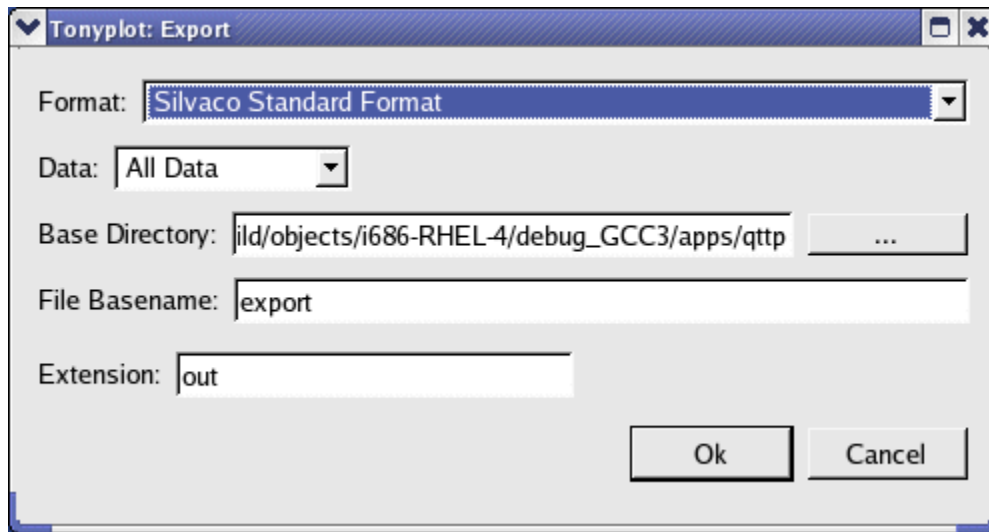 Tonyplot: Export
Format: Silvaco Standard Format
Data: All Data
Base Directory: ild/objects/i686-RHEL-4/debug_GCC3/apps/qttp ...
File Basename: export
Extension: out
Ok Cancel